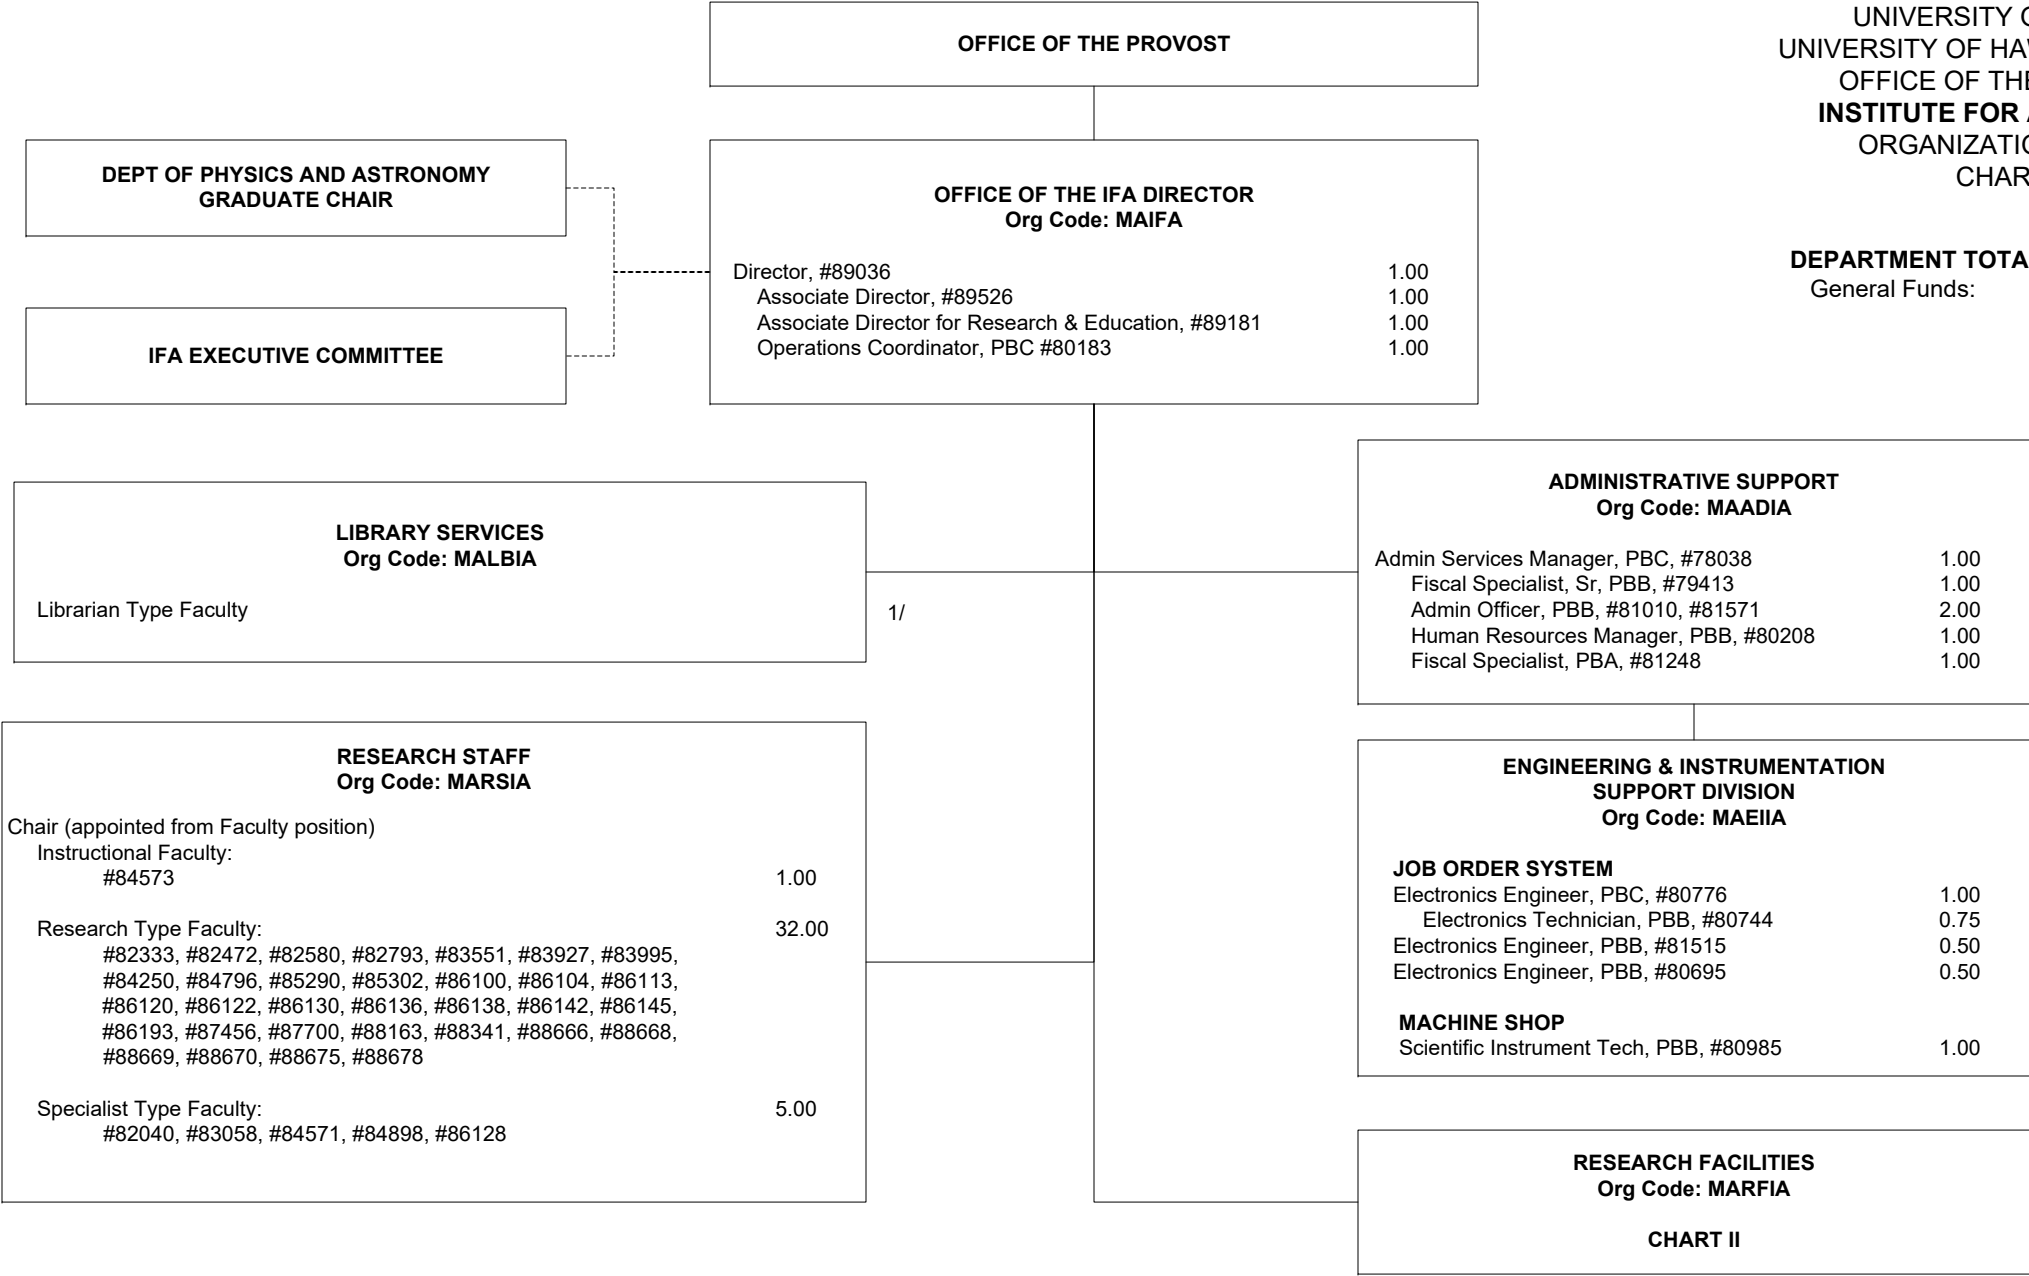 OFFICE OF THE PROVOST
UNIVERSITY
UNIVERSITY OF
OFFICE OF
INSTITUTE FOR
DEPT OF PHYSICS AND ASTRONOMY
GRADUATE CHAIR
OFFICE OF THE IFA DIRECTOR
Org Code: MAIFA
Director, #89036 1.00
Associate Director, #89526 1.00
Associate Director for Research & Education, #89181 1.00
Operations Coordinator, PBC #80183 1.00
IFA EXECUTIVE COMMITTEE
DEPARTMENT
General Funds:
LIBRARY SERVICES
Org Code: MALBIA
Librarian Type Faculty 1/
ADMINISTRATIVE SUPPORT
Org Code: MAADIA
Admin Services Manager, PBC, #78038 1.00
Fiscal Specialist, Sr, PBB, #79413 1.00
Admin Officer, PBB, #81010, #81571 2.00
Human Resources Manager, PBB, #80208 1.00
Fiscal Specialist, PBA, #81248 1.00
RESEARCH STAFF
Org Code: MARSIA
Chair (appointed from Faculty position)
Instructional Faculty:
#84573 1.00
Research Type Faculty: 32.00
#82333, #82472, #82580, #82793, #83551, #83927, #83995,
#84250, #84796, #85290, #85302, #86100, #86104, #86113,
#86120, #86122, #86130, #86136, #86138, #86142, #86145,
#86193, #87456, #87700, #88163, #88341, #88666, #88668,
#88669, #88670, #88675, #88678
Specialist Type Faculty: 5.00
#82040, #83058, #84571, #84898, #86128
ENGINEERING & INSTRUMENTATION
SUPPORT DIVISION
Org Code: MAEIIA
JOB ORDER SYSTEM
Electronics Engineer, PBC, #80776 1.00
Electronics Technician, PBB, #80744 0.75
Electronics Engineer, PBB, #81515 0.50
Electronics Engineer, PBB, #80695 0.50
MACHINE SHOP
Scientific Instrument Tech, PBB, #80985 1.00
RESEARCH FACILITIES
Org Code: MARFIA
CHART II